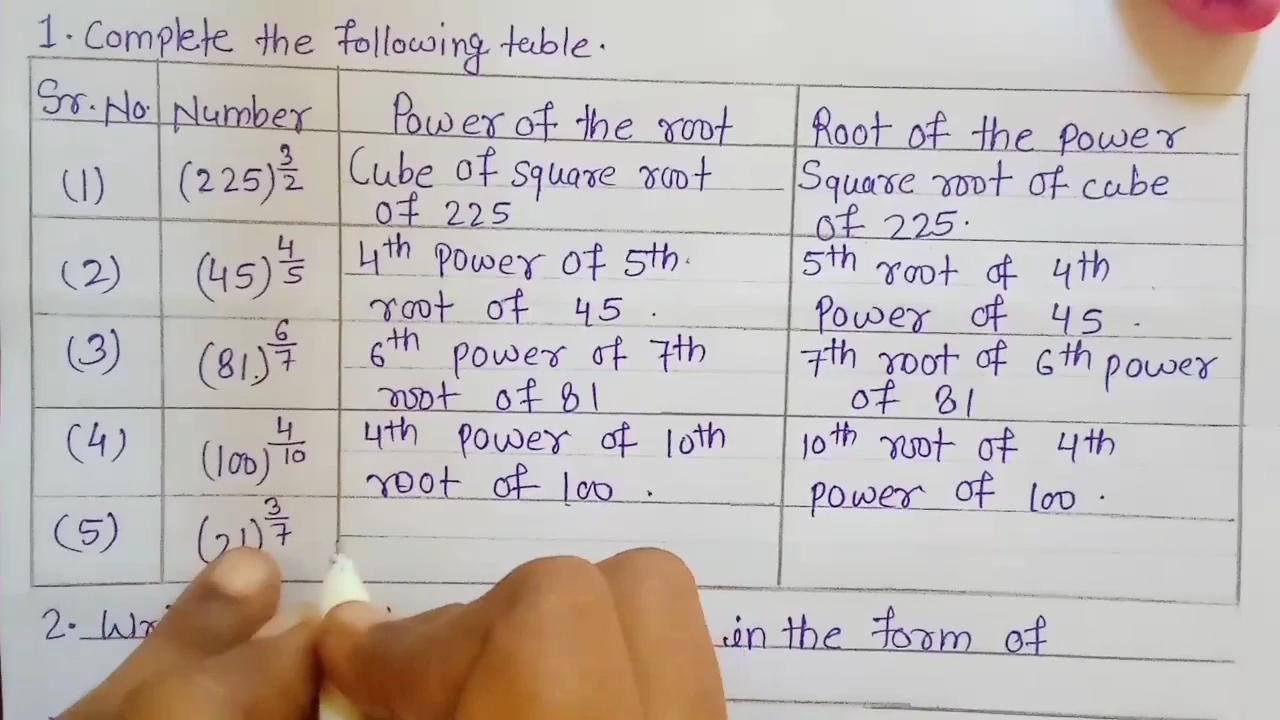 1. Complete the following table.
Sr. No. Number Power of the root Root of the power
(1) (225)^3/2 Cube of square root of 225 Square root of cube of 225.
(2) (45)^4/5 4th power of 5th. root of 45. 5th root of 4th power of 45.
(3) (81)^6/7 6th power of 7th root of 81 7th root of 6th power of 81
(4) (100)^4/10 4th power of 10th root of 100. 10th root of 4th power of 100.
(5) (21)^3/7
2. in the form of